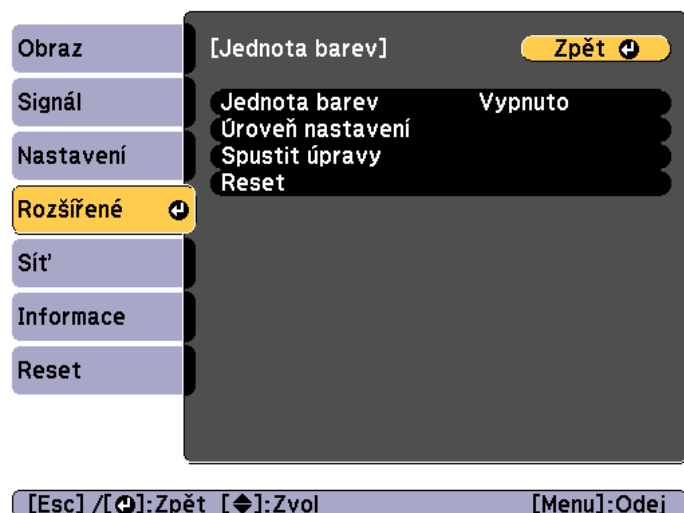 Obraz
Signál
Nastavení
Rozšířené
Síť
Informace
Reset
[Jednota barev]
Zpět
Jednota barev Vypnuto
Úroveň nastavení
Spustit úpravy
Reset
[Esc] /[ ]:Zpět [ ]:Zvol [Menu]:Odej